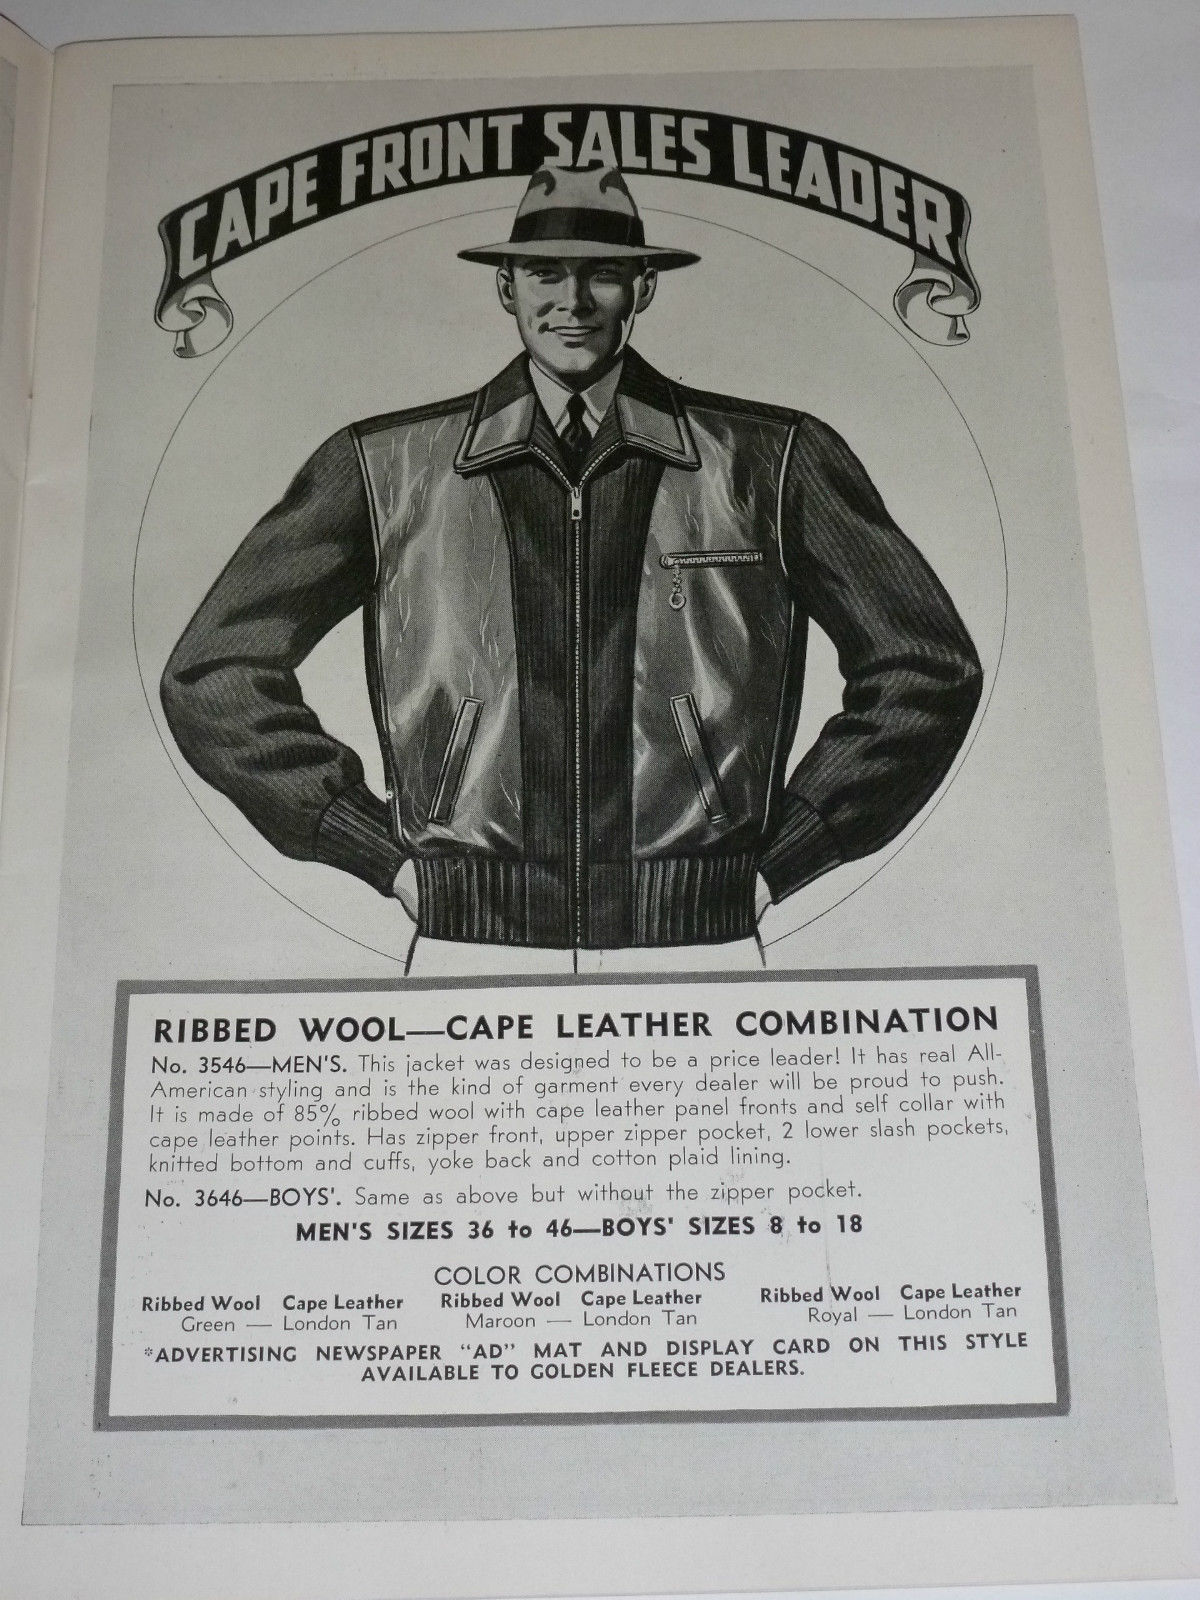 CAPE FRONT SALES LEADER
RIBBED WOOL—CAPE LEATHER COMBINATION
No. 3546—MEN'S. This jacket was designed to be a price leader! It has real All-
American styling and is the kind of garment every dealer will be proud to push.
It is made of 85% ribbed wool with cape leather panel fronts and self collar with
cape leather points. Has zipper front, upper zipper pocket, 2 lower slash pockets,
knitted bottom and cuffs, yoke back and cotton plaid lining.
No. 3646—BOYS'. Same as above but without the zipper pocket.
MEN'S SIZES 36 to 46—BOYS' SIZES 8 to 18
COLOR COMBINATIONS
Ribbed Wool Cape Leather Ribbed Wool Cape Leather Ribbed Wool Cape Leather
Green — London Tan Maroon — London Tan Royal — London Tan
*ADVERTISING NEWSPAPER "AD" MAT AND DISPLAY CARD ON THIS STYLE
AVAILABLE TO GOLDEN FLEECE DEALERS.